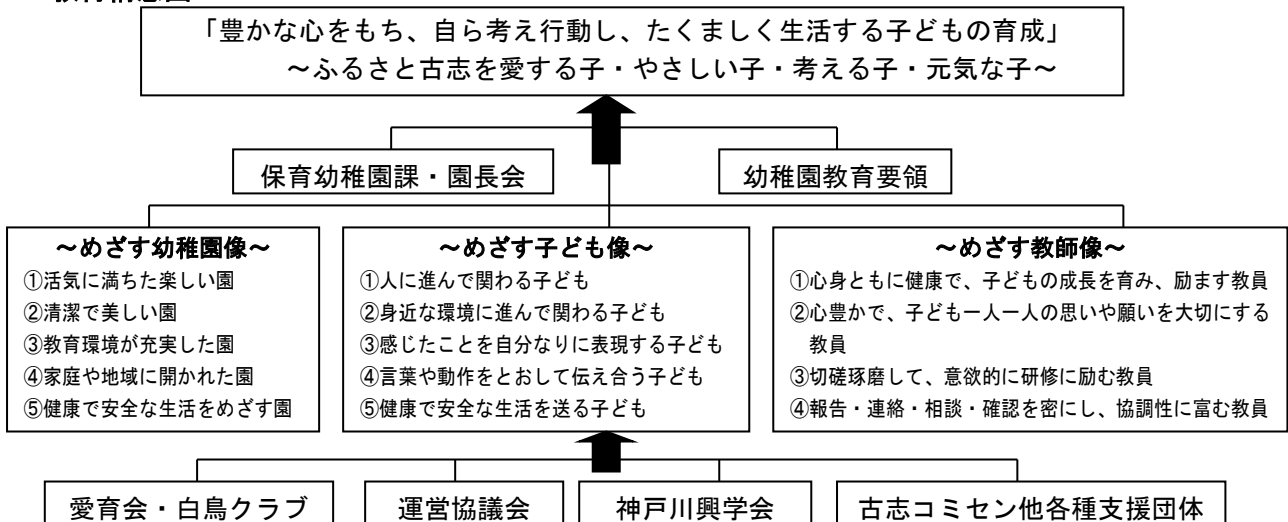 「豊かな心をもち、自ら考え行動し、たくましく生活する子どもの育成」
～ふるさと古志を愛する子・やさしい子・考える子・元気な子～
保育幼稚園課・園長会
幼稚園教育要領
～めざす幼稚園像～
①活気に満ちた楽しい園
②清潔で美しい園
③教育環境が充実した園
④家庭や地域に開かれた園
⑤健康で安全な生活をめざす園
～めざす子ども像～
①人に進んで関わる子ども
②身近な環境に進んで関わる子ども
③感じたことを自分なりに表現する子ども
④言葉や動作をとおして伝え合う子ども
⑤健康で安全な生活を送る子ども
～めざす教師像～
①心身ともに健康で、子どもの成長を育み、励ます教員
②心豊かで、子ども一人一人の思いや願いを大切にする
教員
③切磋琢磨して、意欲的に研修に励む教員
④報告・連絡・相談・確認を密にし、協調性に富む教員
愛育会・白鳥クラブ
運営協議会
神戸川興学会
古志コミセン他各種支援団体